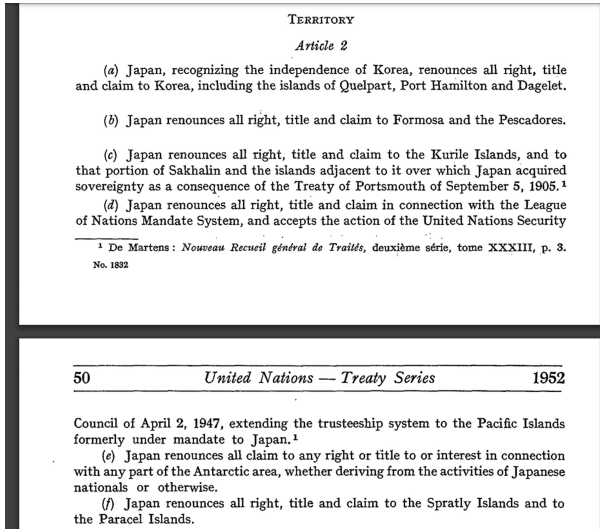 TERRITORY
Article 2
(a) Japan, recognizing the independence of Korea, renounces all right, title
and claim to Korea, including the islands of Quelpart, Port Hamilton and Dagelet.
(b) Japan renounces all right, title and claim to Formosa and the Pescadores.
(c) Japan renounces all right, title and claim to the Kurile Islands, and to
that portion of Sakhalin and the islands adjacent to it over which Japan acquired
sovereignty as a consequence of the Treaty of Portsmouth of September 5, 1905.¹
(d) Japan renounces all right, title and claim in connection with the League
of Nations Mandate System, and accepts the action of the United Nations Security
¹ De Martens : Nouveau Recueil général de Traités, deuxième série, tome XXXIII, p. 3.
No. 1832
50 United Nations — Treaty Series 1952
Council of April 2, 1947, extending the trusteeship system to the Pacific Islands
formerly under mandate to Japan.¹
(e) Japan renounces all claim to any right or title to or interest in connection
with any part of the Antarctic area, whether deriving from the activities of Japanese
nationals or otherwise.
(f) Japan renounces all right, title and claim to the Spratly Islands and to
the Paracel Islands.